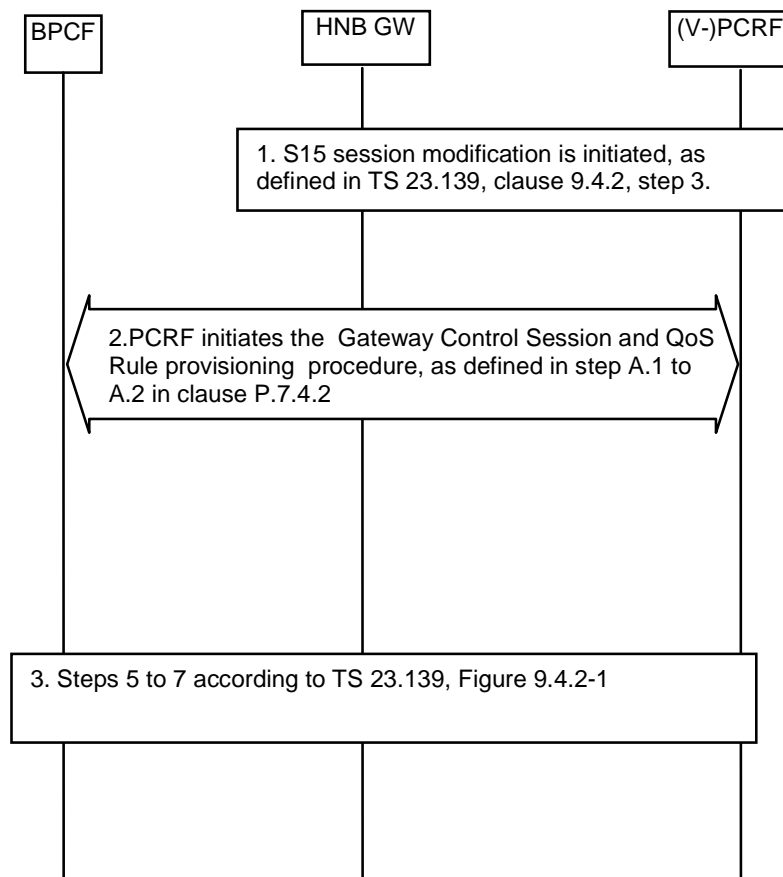 BPCF
HNB GW
(V-)PCRF
1. S15 session modification is initiated, as
defined in TS 23.139, clause 9.4.2, step 3.
2.PCRF initiates the  Gateway Control Session and QoS
Rule provisioning  procedure, as defined in step A.1 to
A.2 in clause P.7.4.2
3. Steps 5 to 7 according to TS 23.139, Figure 9.4.2-1